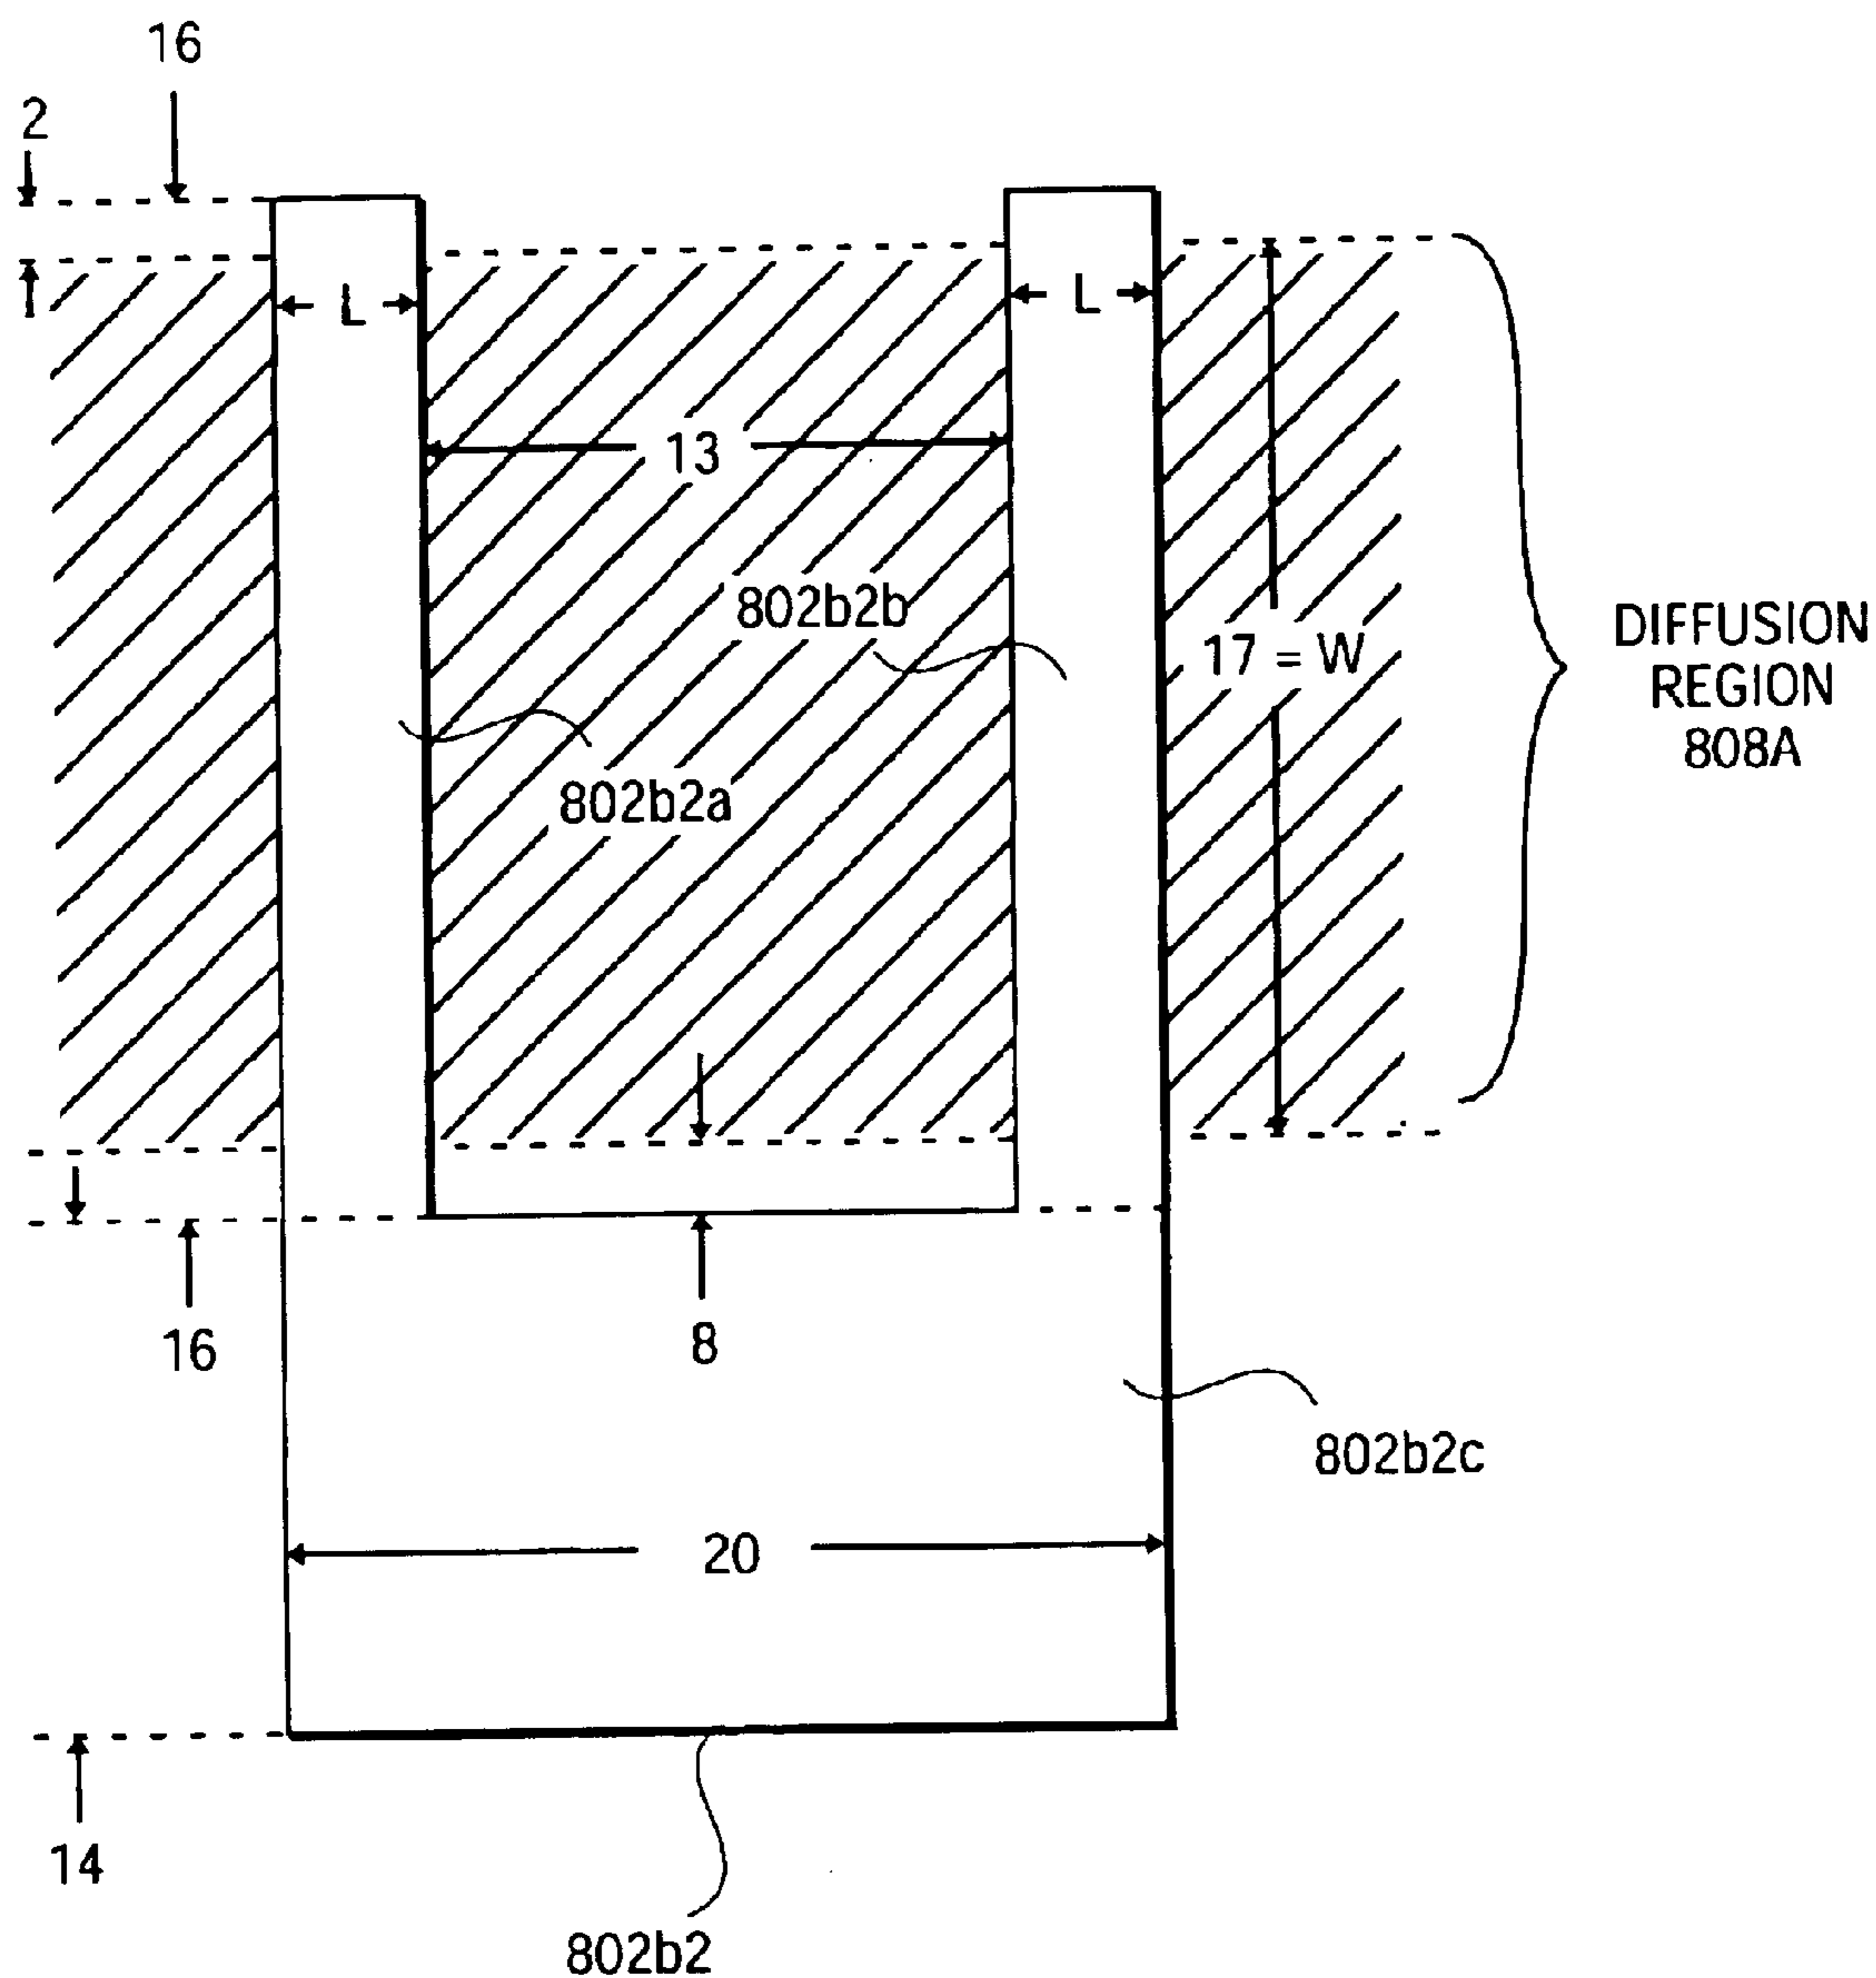 16
2
L
L
13
802b2b
17 = W
DIFFUSION
REGION
808A
802b2a
16
8
802b2c
20
14
802b2